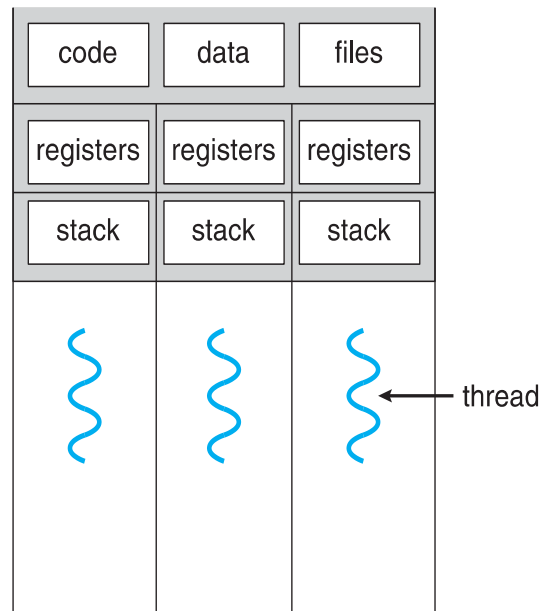 code data files
registers registers registers
stack stack stack
thread